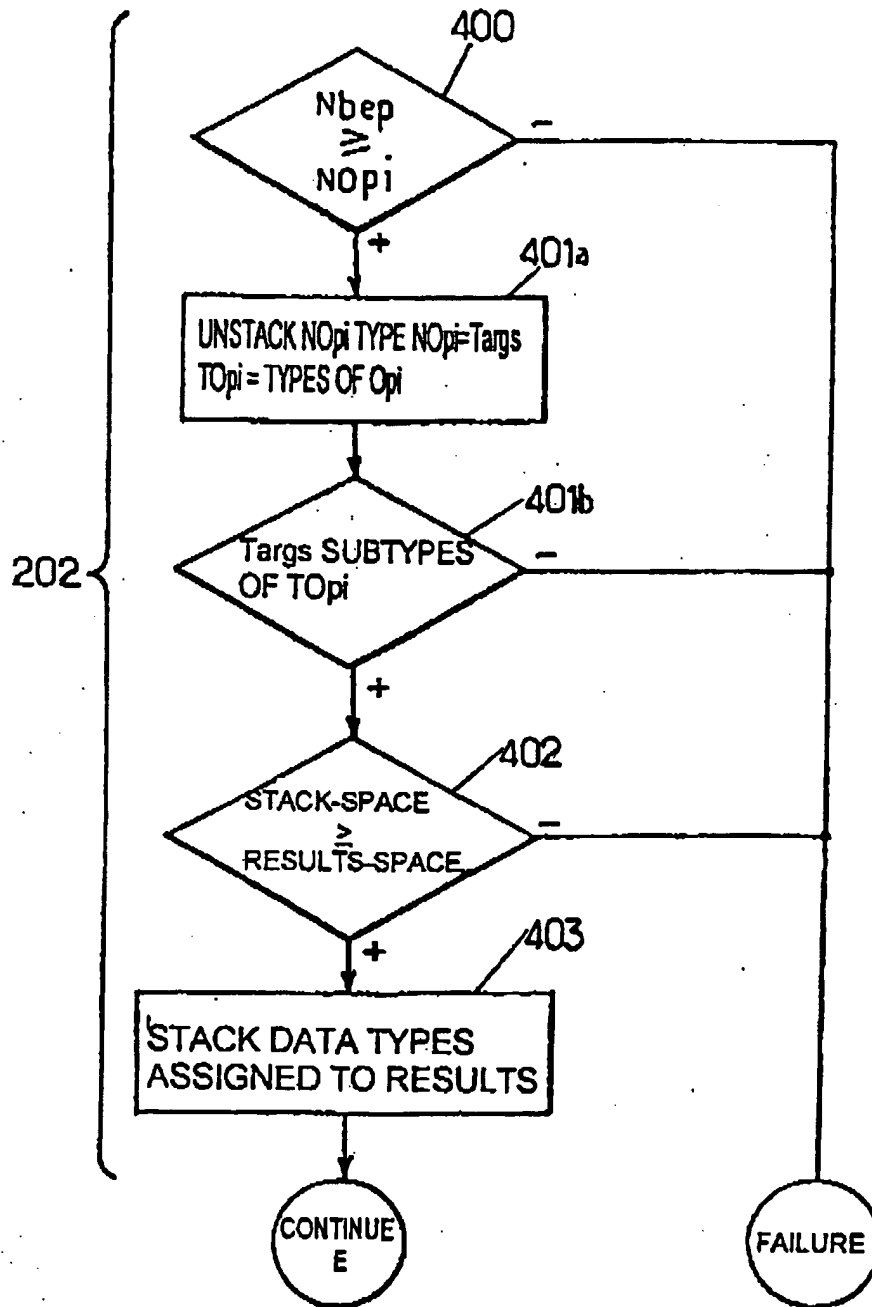 400
Nbep
≥
NOpi
-
+
401a
UNSTACK NOpi TYPE NOpi=Targs
TOpi = TYPES OF Opi
401b
Targs SUBTYPES
OF TOpi
-
202
+
402
STACK-SPACE
≥
RESULTS-SPACE
-
+
403
STACK DATA TYPES
ASSIGNED TO RESULTS
CONTINUE
E
FAILURE